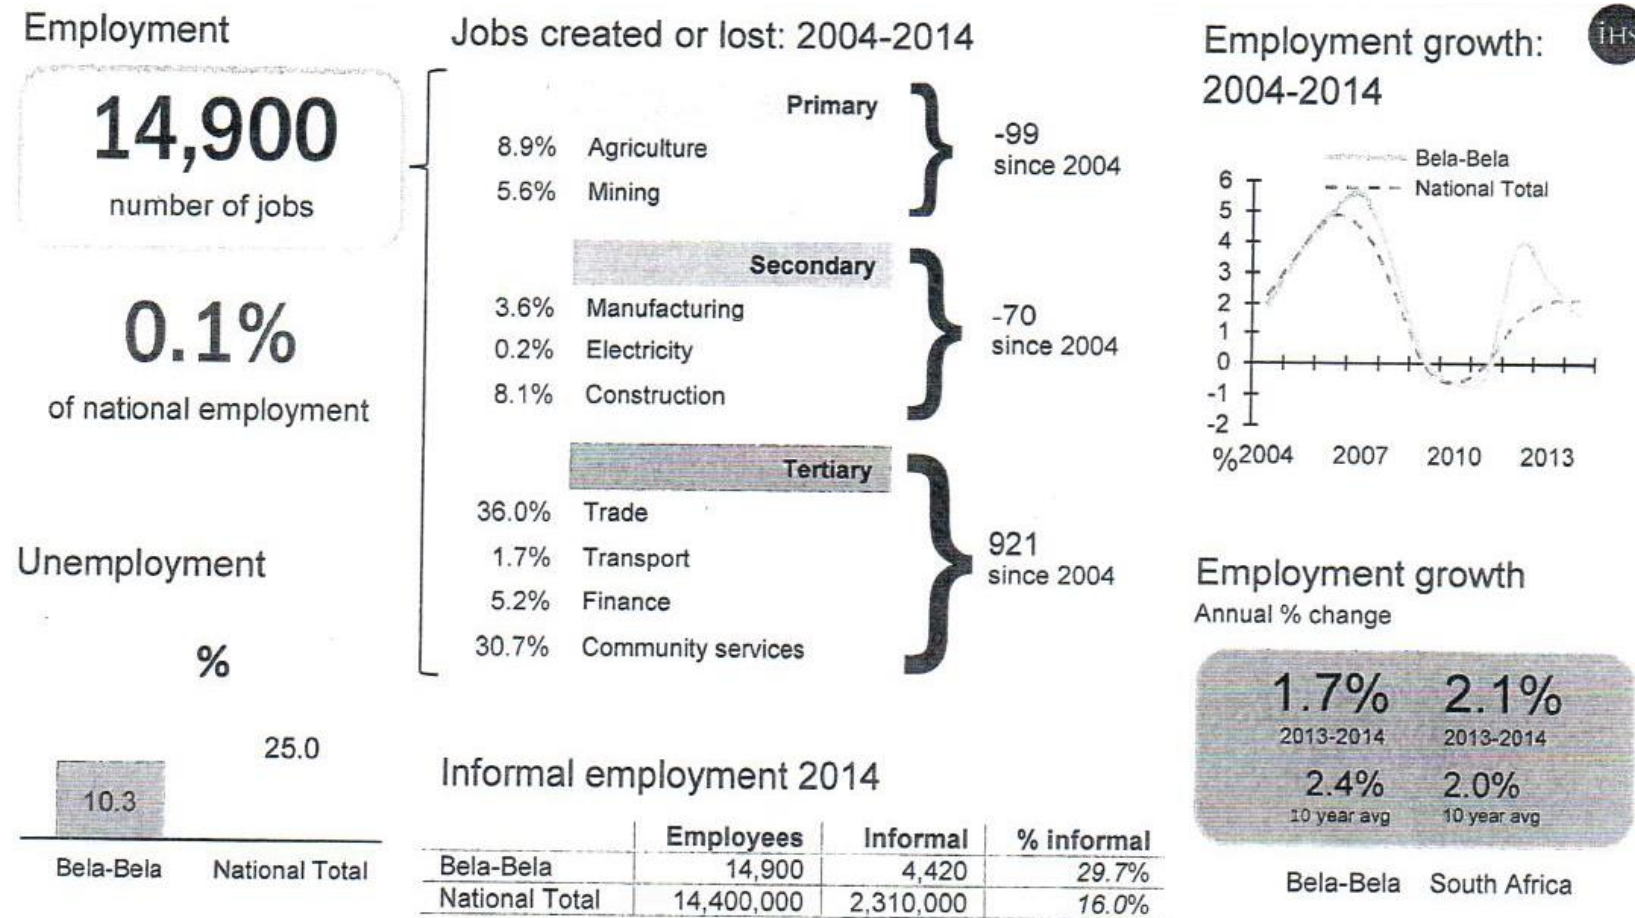 Employment
14,900
number of jobs
0.1%
of national employment
Unemployment
%
10.3
25.0
Bela-Bela
National Total
Jobs created or lost: 2004-2014
Primary
8.9% Agriculture
5.6% Mining
-99
since 2004
Secondary
3.6% Manufacturing
0.2% Electricity
8.1% Construction
-70
since 2004
Tertiary
36.0% Trade
1.7% Transport
5.2% Finance
30.7% Community services
921
since 2004
Informal employment 2014
Employees Informal % informal
Bela-Bela 14,900 4,420 29.7%
National Total 14,400,000 2,310,000 16.0%
IHS
Employment growth:
2004-2014
Bela-Bela
National Total
6
5
4
3
2
1
0
-1
-2
% 2004 2007 2010 2013
Employment growth
Annual % change
1.7% 2.1%
2013-2014 2013-2014
2.4% 2.0%
10 year avg 10 year avg
Bela-Bela South Africa